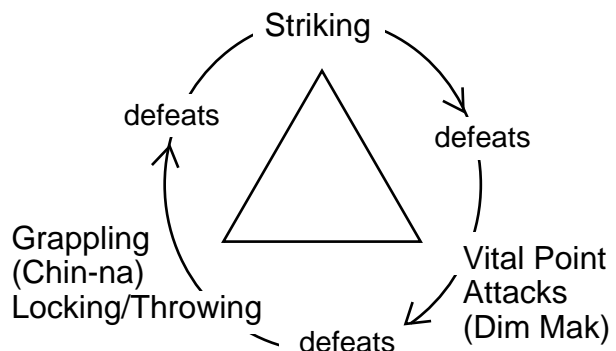 Striking
defeats
defeats
Grappling
(Chin-na)
Locking/Throwing
Vital Point
Attacks
(Dim Mak)
defeats